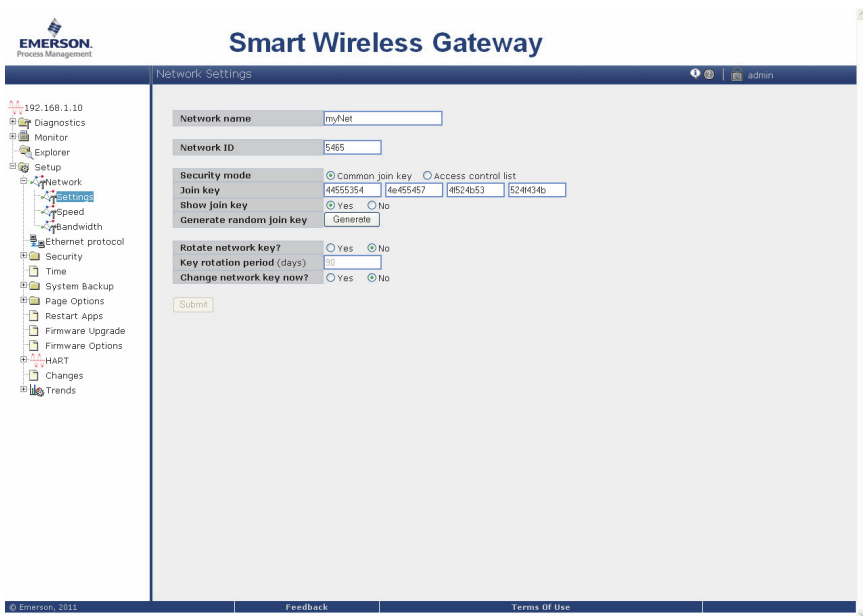 EMERSON.
Process Management
Smart Wireless Gateway
Network Settings
admin
192.168.1.10
Diagnostics
Monitor
Explorer
Setup
Network
Settings
Speed
Bandwidth
Ethernet protocol
Security
Time
System Backup
Page Options
Restart Apps
Firmware Upgrade
Firmware Options
HART
Changes
Trends
Network name myNet
Network ID 5465
Security mode Common join key Access control list
Join key 44555354 4e455457 4f524b53 524f434b
Show join key Yes No
Generate random join key Generate
Rotate network key? Yes No
Key rotation period (days) 90
Change network key now? Yes No
Submit
© Emerson, 2011 Feedback Terms Of Use